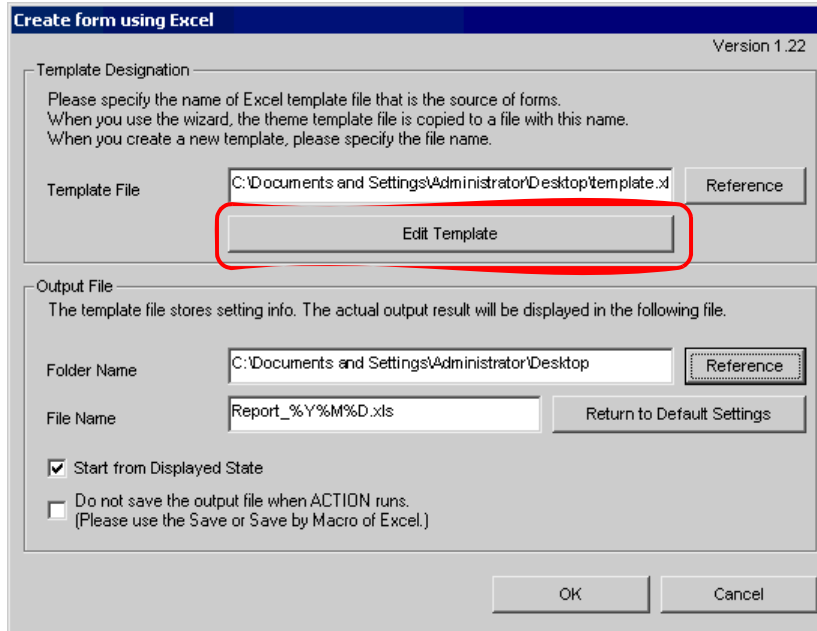 Create form using Excel
Version 1.22
Template Designation
Please specify the name of Excel template file that is the source of forms.
When you use the wizard, the theme template file is copied to a file with this name.
When you create a new template, please specify the file name.
Template File
C:\Documents and Settings\Administrator\Desktop\template.xl
Reference
Edit Template
Output File
The template file stores setting info. The actual output result will be displayed in the following file.
Folder Name
C:\Documents and Settings\Administrator\Desktop
Reference
File Name
Report_%Y%M%D.xls
Return to Default Settings
Start from Displayed State
Do not save the output file when ACTION runs.
(Please use the Save or Save by Macro of Excel.)
OK
Cancel